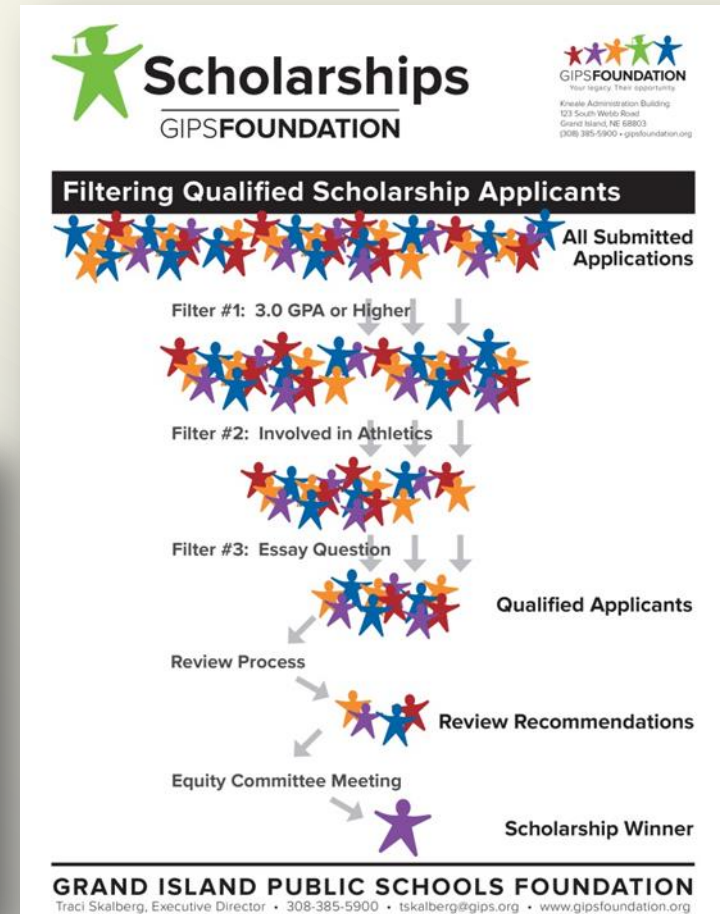 Scholarships
GIPSFOUNDATION
GIPSFOUNDATION
Your legacy. Their opportunity.
Kneale Administration Building
123 South Webb Road
Grand Island, NE 68803
(308) 385-5900 • gipsfoundation.org
Filtering Qualified Scholarship Applicants
All Submitted
Applications
Filter #1: 3.0 GPA or Higher
Filter #2: Involved in Athletics
Filter #3: Essay Question
Qualified Applicants
Review Process
Review Recommendations
Equity Committee Meeting
Scholarship Winner
GRAND ISLAND PUBLIC SCHOOLS FOUNDATION
Traci Skalberg, Executive Director • 308-385-5900 • tskalberg@gips.org • www.gipsfoundation.org